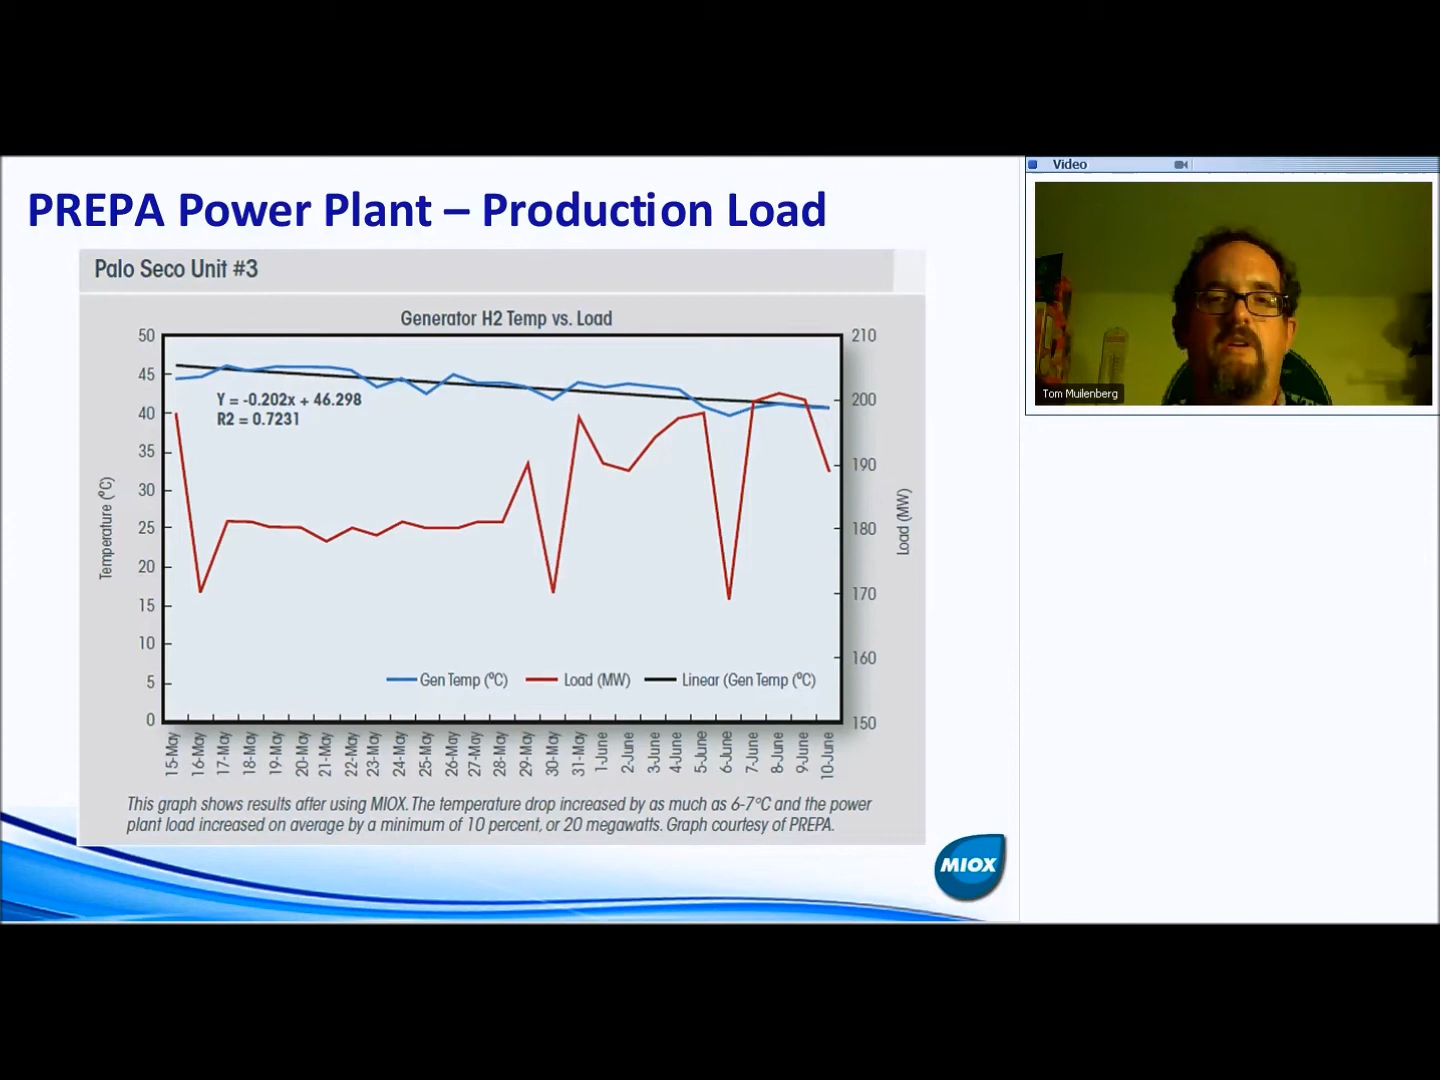 PREPA Power Plant – Production Load
Palo Seco Unit #3
Generator H2 Temp vs. Load
50
45
40
35
30
25
20
15
10
5
0
Temperature (ºC)
Y = -0.202x + 46.298
R2 = 0.7231
210
200
190
180
170
160
150
Load (MW)
Gen Temp (ºC) Load (MW) Linear (Gen Temp (ºC)
15-May 16-May 17-May 18-May 19-May 20-May 21-May 22-May 23-May 24-May 25-May 26-May 27-May 28-May 29-May 30-May 31-May 1-June 2-June 3-June 4-June 5-June 6-June 7-June 8-June 9-June 10-June
This graph shows results after using MIOX. The temperature drop increased by as much as 6-7°C and the power
plant load increased on average by a minimum of 10 percent, or 20 megawatts. Graph courtesy of PREPA.
MIOX
Video
Tom Muilenberg